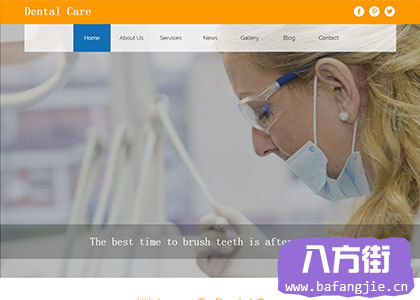 Dental Care
Home About Us Services News Gallery Blog Contact
The best time to brush teeth is after
八方街
www.bafangjie.cn